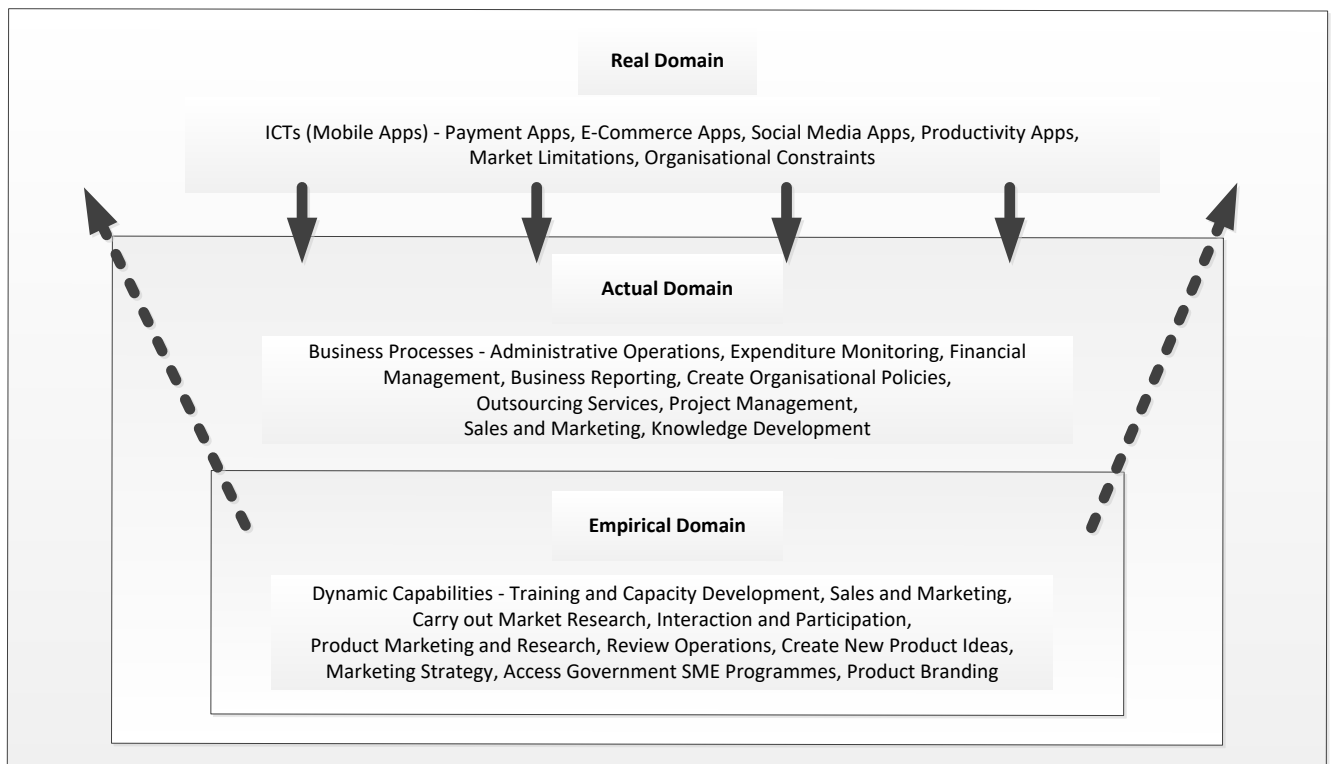 Real Domain
ICTs (Mobile Apps) - Payment Apps, E-Commerce Apps, Social Media Apps, Productivity Apps,
Market Limitations, Organisational Constraints
Actual Domain
Business Processes - Administrative Operations, Expenditure Monitoring, Financial
Management, Business Reporting, Create Organisational Policies,
Outsourcing Services, Project Management,
Sales and Marketing, Knowledge Development
Empirical Domain
Dynamic Capabilities - Training and Capacity Development, Sales and Marketing,
Carry out Market Research, Interaction and Participation,
Product Marketing and Research, Review Operations, Create New Product Ideas,
Marketing Strategy, Access Government SME Programmes, Product Branding